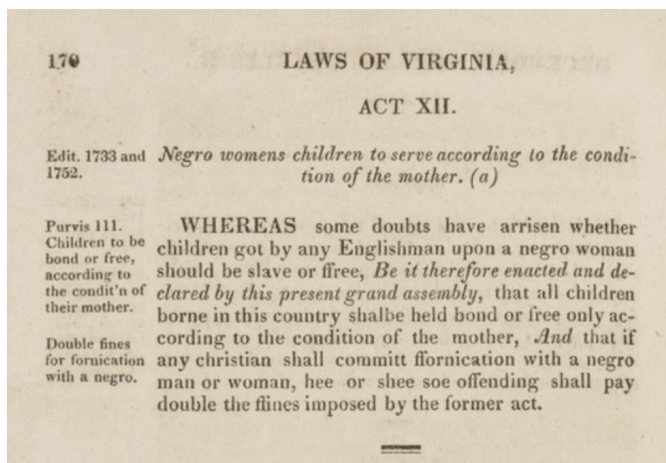 170 LAWS OF VIRGINIA,
ACT XII.
Edit. 1733 and
1752.
Negro womens children to serve according to the condi-
tion of the mother. (a)
Purvis 111.
Children to be
bond or free,
according to
the condit'n of
their mother.
Double fines
for fornication
with a negro.
WHEREAS some doubts have arrisen whether
children got by any Englishman upon a negro woman
should be slave or ffree, Be it therefore enacted and de-
clared by this present grand assembly, that all children
borne in this country shalbe held bond or free only ac-
cording to the condition of the mother, And that if
any christian shall committ ffornication with a negro
man or woman, hee or shee soe offending shall pay
double the ffines imposed by the former act.